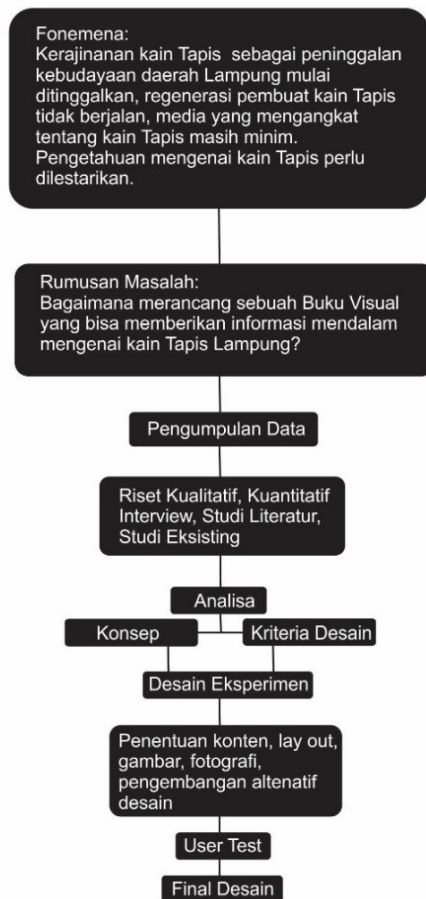 Fonemena:
Kerajinanan kain Tapis sebagai peninggalan
kebudayaan daerah Lampung mulai
ditinggalkan, regenerasi pembuat kain Tapis
tidak berjalan, media yang mengangkat
tentang kain Tapis masih minim.
Pengetahuan mengenai kain Tapis perlu
dilestarikan.
Rumusan Masalah:
Bagaimana merancang sebuah Buku Visual
yang bisa memberikan informasi mendalam
mengenai kain Tapis Lampung?
Pengumpulan Data
Riset Kualitatif, Kuantitatif
Interview, Studi Literatur,
Studi Eksisting
Analisa
Konsep
Kriteria Desain
Desain Eksperimen
Penentuan konten, lay out,
gambar, fotografi,
pengembangan altenatif
desain
User Test
Final Desain